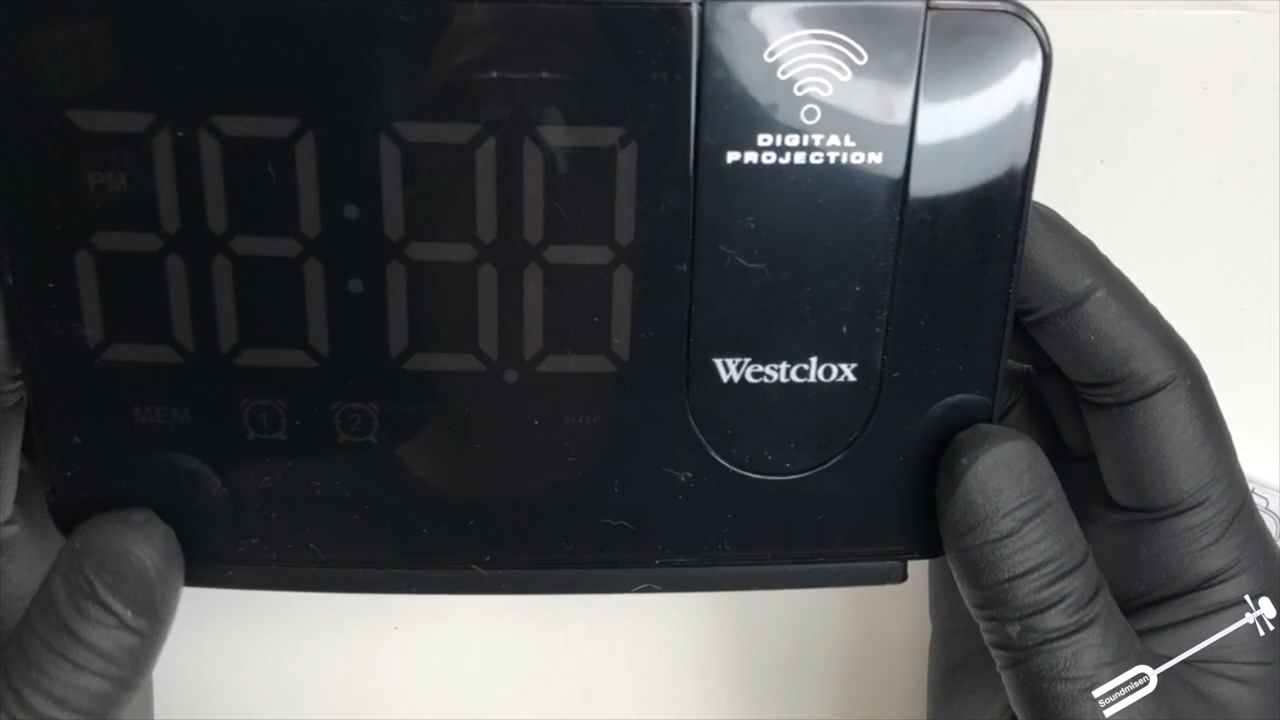 DIGITAL
PROJECTION
PM
Westclox
MEM
1
2
SLEEP
Soundmisen